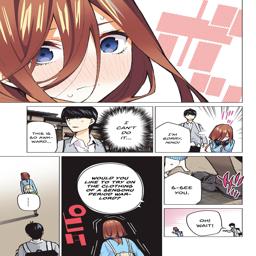 I'M SORRY, MIKU!
I CAN'T DO IT...
THIS IS SO AWK-
WARD...
S-SEE
YOU.
WOULD YOU
LIKE TO TRY ON
THE CLOTHING
OF A SENGOKU
PERIOD WAR-
LORD?
OH!
WAIT!